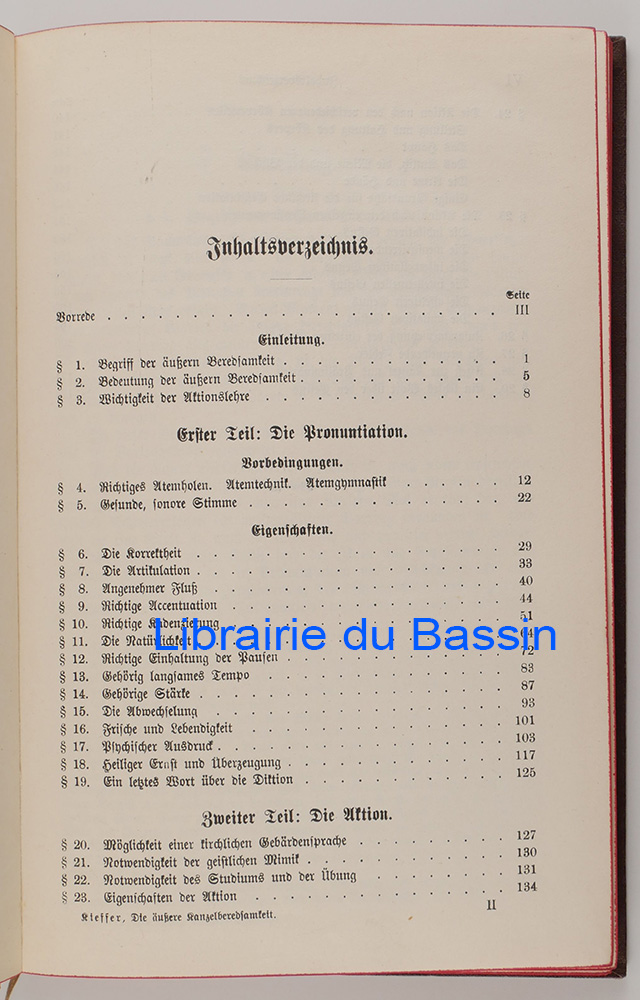 Inhaltsverzeichnis.
Seite
Vorrede . . . . . . . . . . . . . . . . . . . . . . III
Einleitung.
§ 1. Begriff der äußern Beredsamkeit . . . . . . . . . . . . 1
§ 2. Bedeutung der äußern Beredsamkeit . . . . . . . . . . . 5
§ 3. Wichtigkeit der Aktionslehre . . . . . . . . . . . . . 8
Erster Teil: Die Pronuntiation.
Vorbedingungen.
§ 4. Richtiges Atemholen. Atemtechnik. Atemgymnastik . . . . . . 12
§ 5. Gesunde, sonore Stimme . . . . . . . . . . . . . 22
Eigenschaften.
§ 6. Die Korrektheit . . . . . . . . . . . . . . . 29
§ 7. Die Artikulation . . . . . . . . . . . . . . . 33
§ 8. Angenehmer Fluß . . . . . . . . . . . . . . . 40
§ 9. Richtige Accentuation . . . . . . . . . . . . . . 44
§ 10. Richtige Kadenzierung . . . . . . . . . . . . . . 51
§ 11. Die Natürlichkeit . . . . . . . . . . . . . . . 64
Librairie du Bassin
§ 12. Richtige Einhaltung der Pausen . . . . . . . . . . . 72
§ 13. Gehörig langsames Tempo . . . . . . . . . . . . . 83
§ 14. Gehörige Stärke . . . . . . . . . . . . . . . 87
§ 15. Die Abwechselung . . . . . . . . . . . . . . . 93
§ 16. Frische und Lebendigkeit . . . . . . . . . . . . . 101
§ 17. Psychischer Ausdruck . . . . . . . . . . . . . . 103
§ 18. Heiliger Ernst und Überzeugung . . . . . . . . . . . 117
§ 19. Ein letztes Wort über die Diktion . . . . . . . . . . 125
Zweiter Teil: Die Aktion.
§ 20. Möglichkeit einer kirchlichen Gebärdensprache . . . . . . . . 127
§ 21. Notwendigkeit der geistlichen Mimik . . . . . . . . . . 130
§ 22. Notwendigkeit des Studiums und der Übung . . . . . . . . 131
§ 23. Eigenschaften der Aktion . . . . . . . . . . . . . 134
Kieffer, Die äußere Kanzelberedsamkeit. II